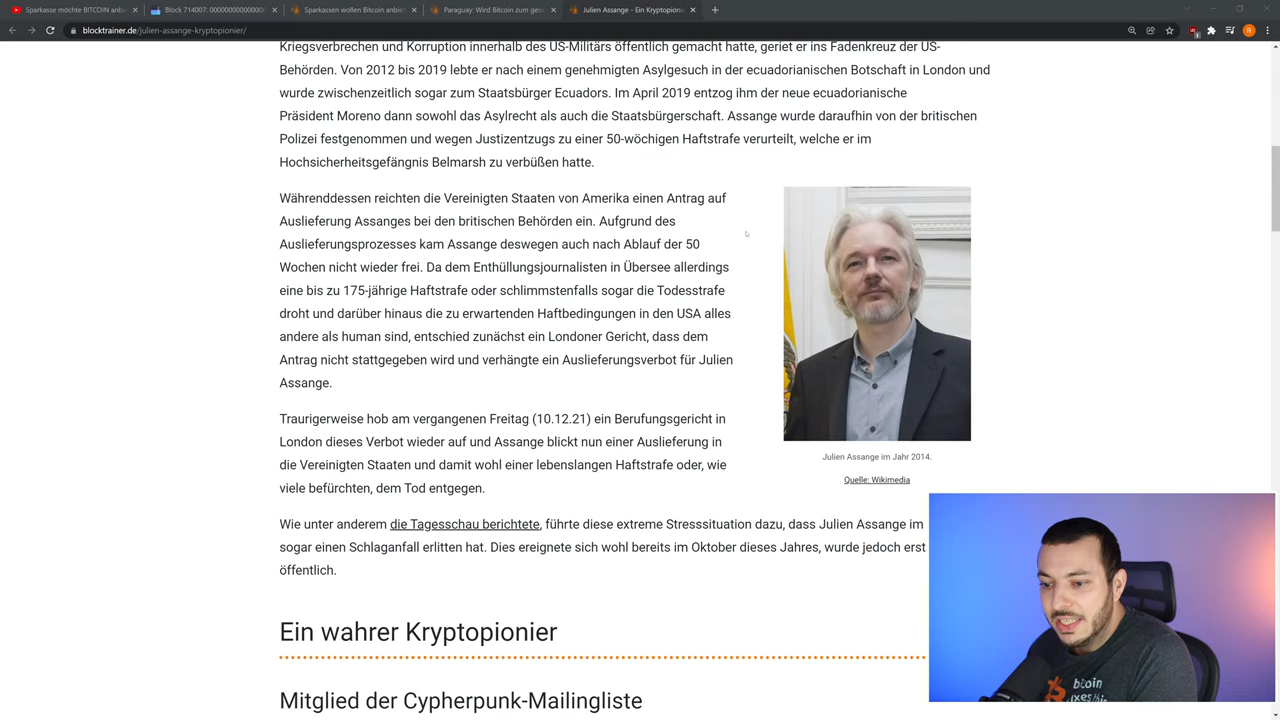 Sparkasse möchte BITCOIN anbi
Block 714007: 0000000000000
Sparkassen wollen Bitcoin anbiet
Paraguay: Wird Bitcoin zum ges
Julien Assange - Ein Kryptopionie
blocktrainer.de/julien-assange-kryptopionier/
Kriegsverbrechen und Korruption innerhalb des US-Militärs öffentlich gemacht hatte, geriet er ins Fadenkreuz der US-
Behörden. Von 2012 bis 2019 lebte er nach einem genehmigten Asylgesuch in der ecuadorianischen Botschaft in London und
wurde zwischenzeitlich sogar zum Staatsbürger Ecuadors. Im April 2019 entzog ihm der neue ecuadorianische
Präsident Moreno dann sowohl das Asylrecht als auch die Staatsbürgerschaft. Assange wurde daraufhin von der britischen
Polizei festgenommen und wegen Justizentzugs zu einer 50-wöchigen Haftstrafe verurteilt, welche er im
Hochsicherheitsgefängnis Belmarsh zu verbüßen hatte.
Währenddessen reichten die Vereinigten Staaten von Amerika einen Antrag auf
Auslieferung Assanges bei den britischen Behörden ein. Aufgrund des
Auslieferungsprozesses kam Assange deswegen auch nach Ablauf der 50
Wochen nicht wieder frei. Da dem Enthüllungsjournalisten in Übersee allerdings
eine bis zu 175-jährige Haftstrafe oder schlimmstenfalls sogar die Todesstrafe
droht und darüber hinaus die zu erwartenden Haftbedingungen in den USA alles
andere als human sind, entschied zunächst ein Londoner Gericht, dass dem
Antrag nicht stattgegeben wird und verhängte ein Auslieferungsverbot für Julien
Assange.
Julien Assange im Jahr 2014.
Quelle: Wikimedia
Traurigerweise hob am vergangenen Freitag (10.12.21) ein Berufungsgericht in
London dieses Verbot wieder auf und Assange blickt nun einer Auslieferung in
die Vereinigten Staaten und damit wohl einer lebenslangen Haftstrafe oder, wie
viele befürchten, dem Tod entgegen.
Wie unter anderem die Tagesschau berichtete, führte diese extreme Stresssituation dazu, dass Julien Assange im
sogar einen Schlaganfall erlitten hat. Dies ereignete sich wohl bereits im Oktober dieses Jahres, wurde jedoch erst
öffentlich.
Ein wahrer Kryptopionier
Mitglied der Cypherpunk-Mailingliste
bitcoin